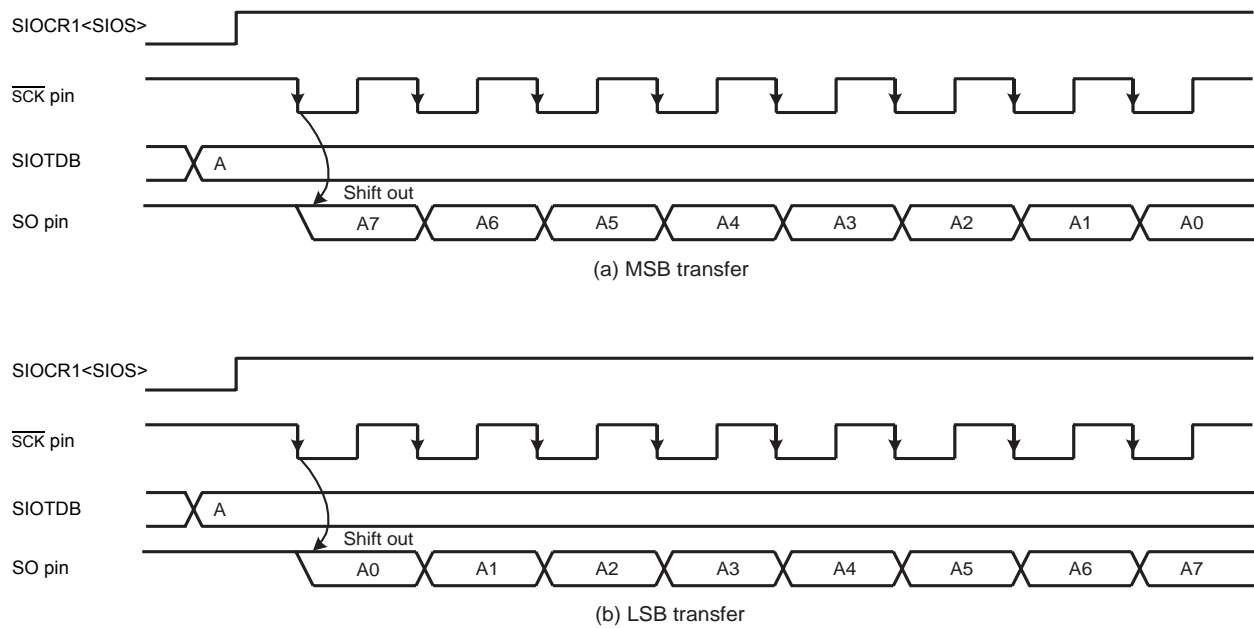 SIOCR1<SIOS>
SCK pin
SIOTDB
A
Shift out
SO pin
A7 A6 A5 A4 A3 A2 A1 A0
(a) MSB transfer
SIOCR1<SIOS>
SCK pin
SIOTDB
A
Shift out
SO pin
A0 A1 A2 A3 A4 A5 A6 A7
(b) LSB transfer